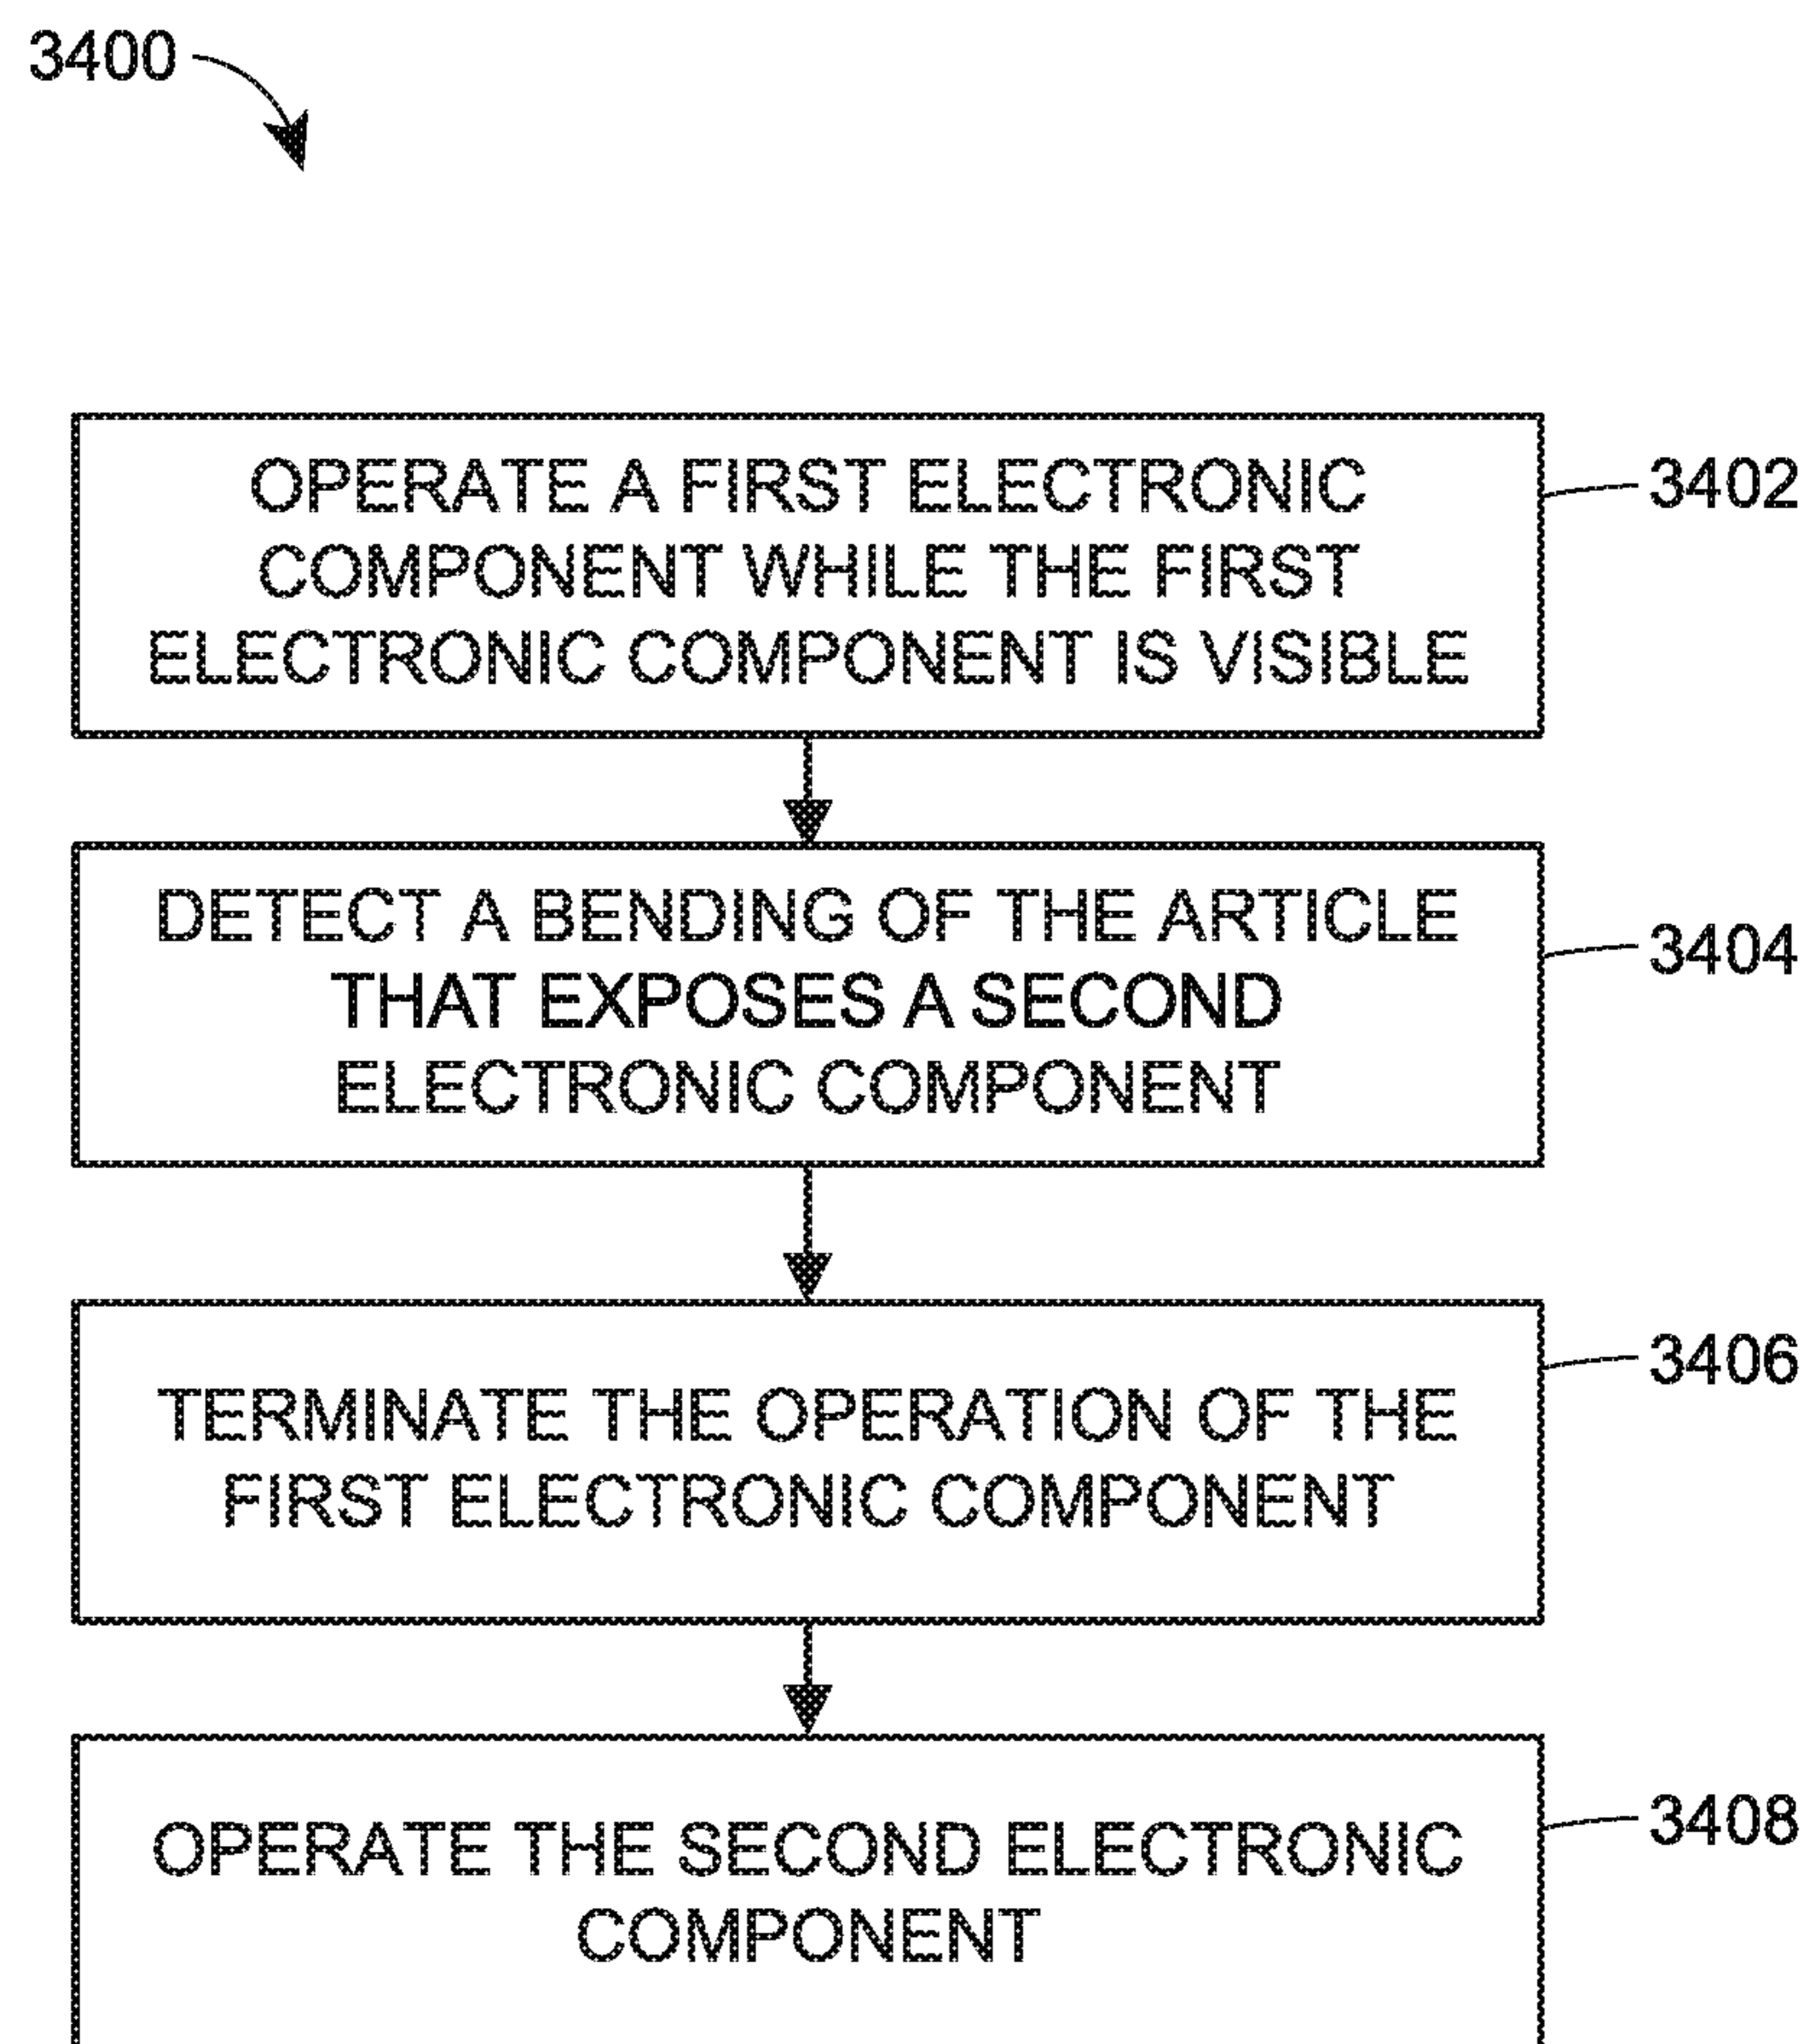 3400
OPERATE A FIRST ELECTRONIC
COMPONENT WHILE THE FIRST
ELECTRONIC COMPONENT IS VISIBLE
3402
DETECT A BENDING OF THE ARTICLE
THAT EXPOSES A SECOND
ELECTRONIC COMPONENT
3404
TERMINATE THE OPERATION OF THE
FIRST ELECTRONIC COMPONENT
3406
OPERATE THE SECOND ELECTRONIC
COMPONENT
3408